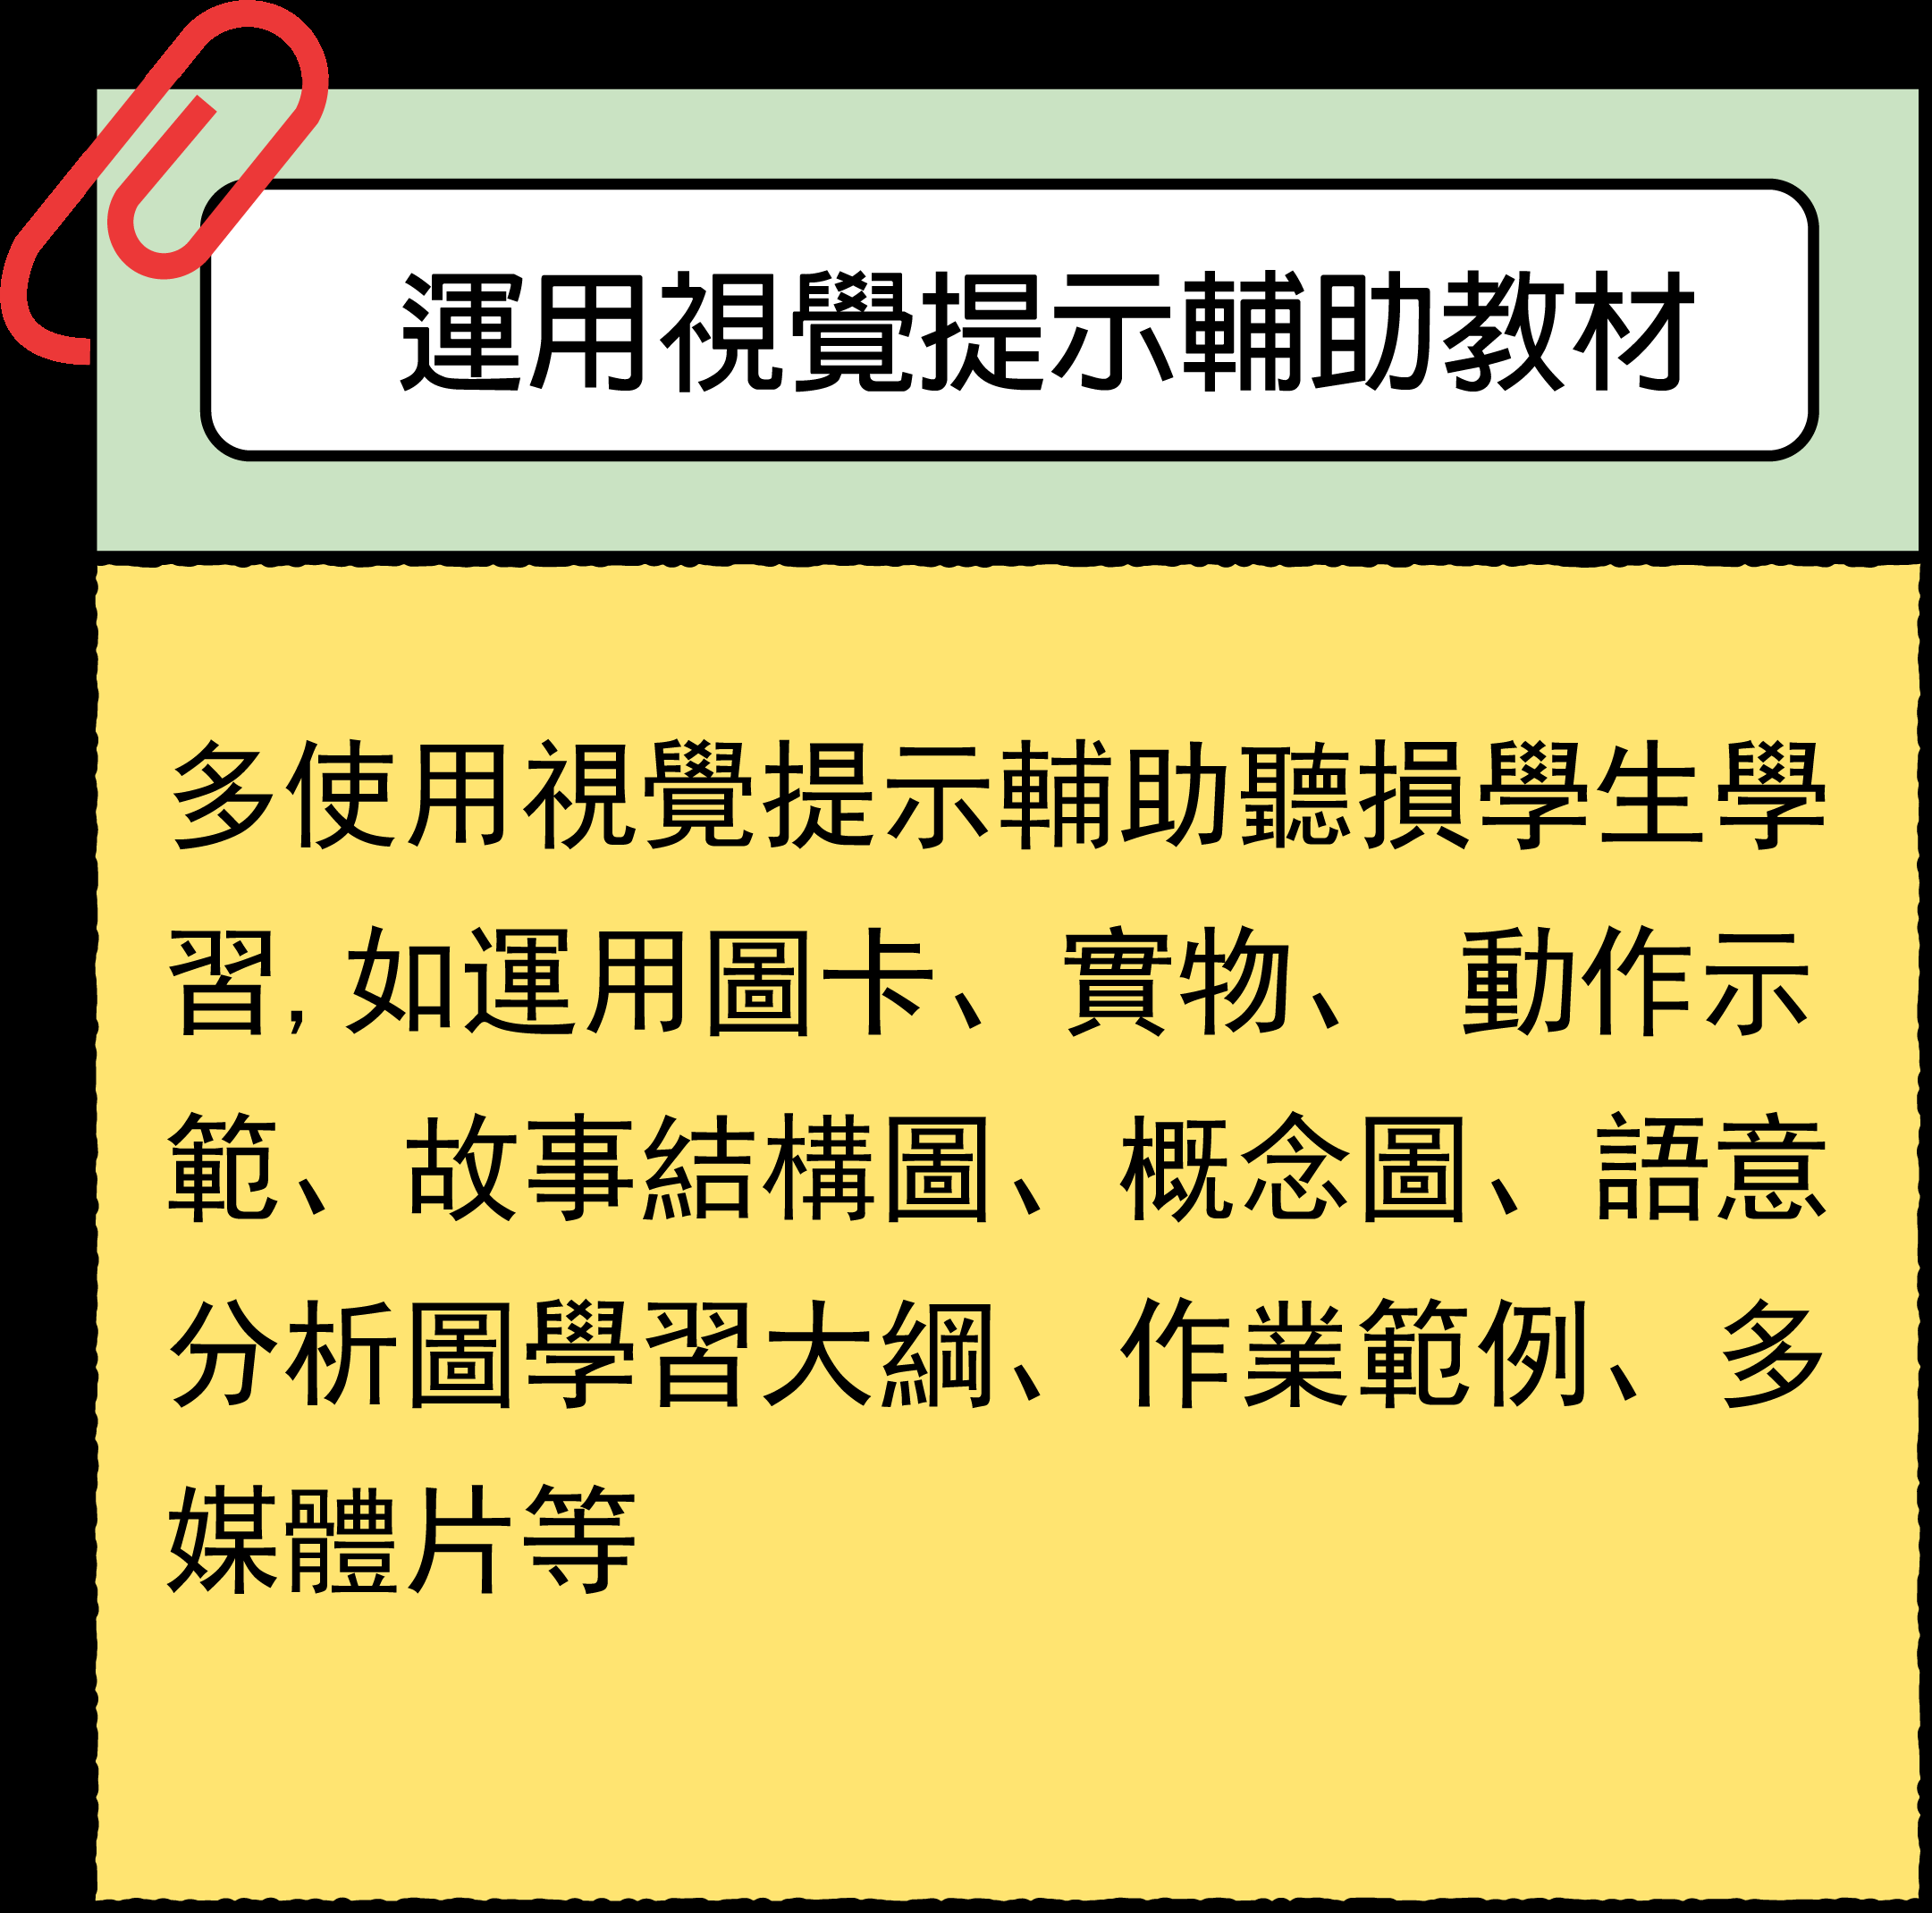 運用視覺提示輔助教材
多使用視覺提示輔助聽損學生學
習, 如運用圖卡、實物、 動作示
範、故事結構圖、概念圖、語意
分析圖學習大綱、作業範例、多
媒體片等